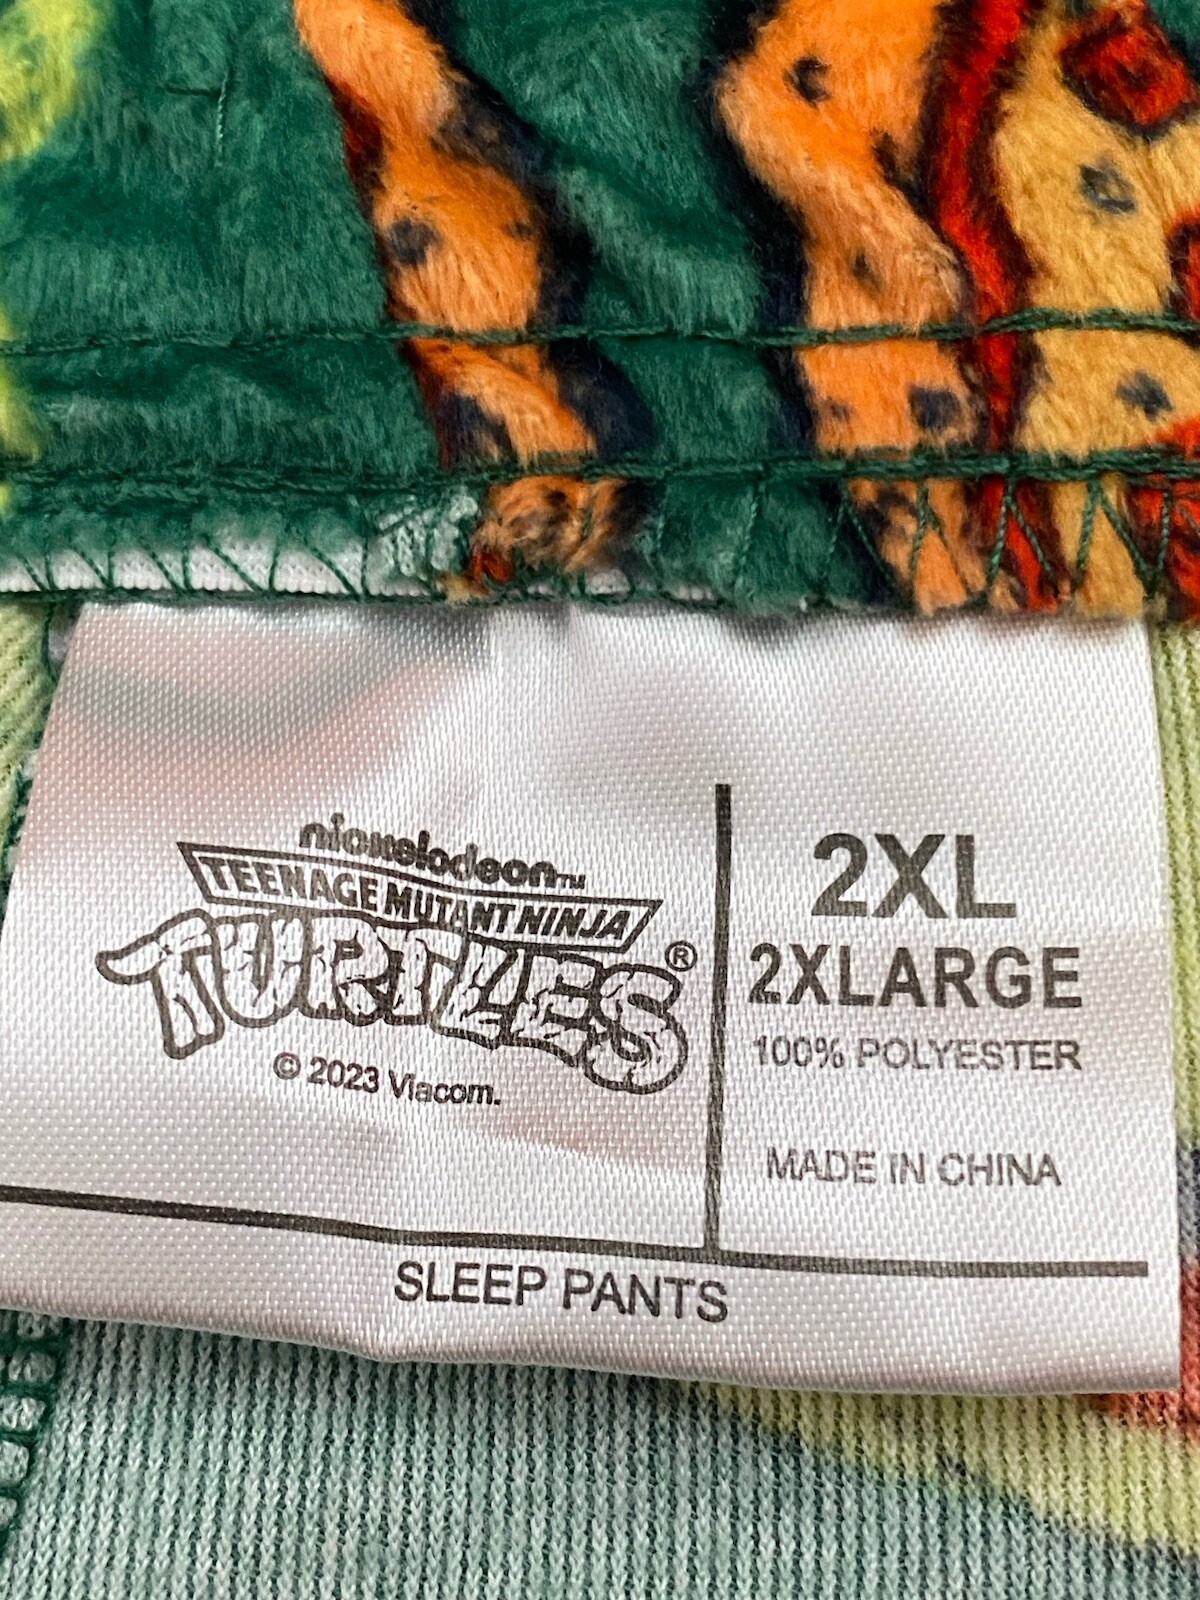 nickelodeon™
TEENAGE MUTANT NINJA
TURTLES®
© 2023 Viacom.
2XL
2XLARGE
100% POLYESTER
MADE IN CHINA
SLEEP PANTS